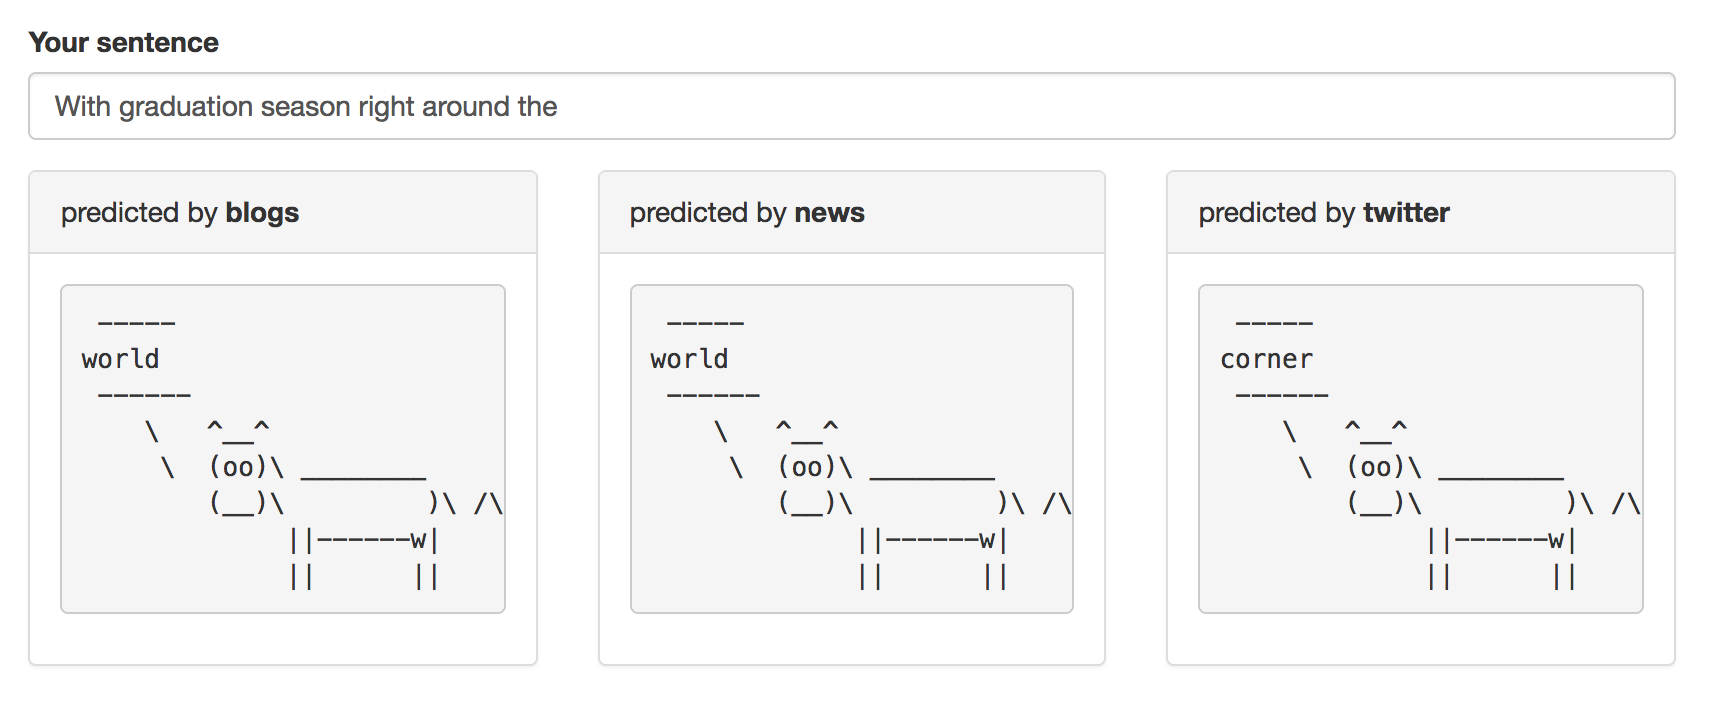 Your sentence
With graduation season right around the
predicted by blogs
 -----
world
 ------
    \   ^__^
     \  (oo)\ ________
        (__)\         )\ /\
             ||------w|
             ||      ||
predicted by news
 -----
world
 ------
    \   ^__^
     \  (oo)\ ________
        (__)\         )\ /\
             ||------w|
             ||      ||
predicted by twitter
 -----
corner
 ------
    \   ^__^
     \  (oo)\ ________
        (__)\         )\ /\
             ||------w|
             ||      ||